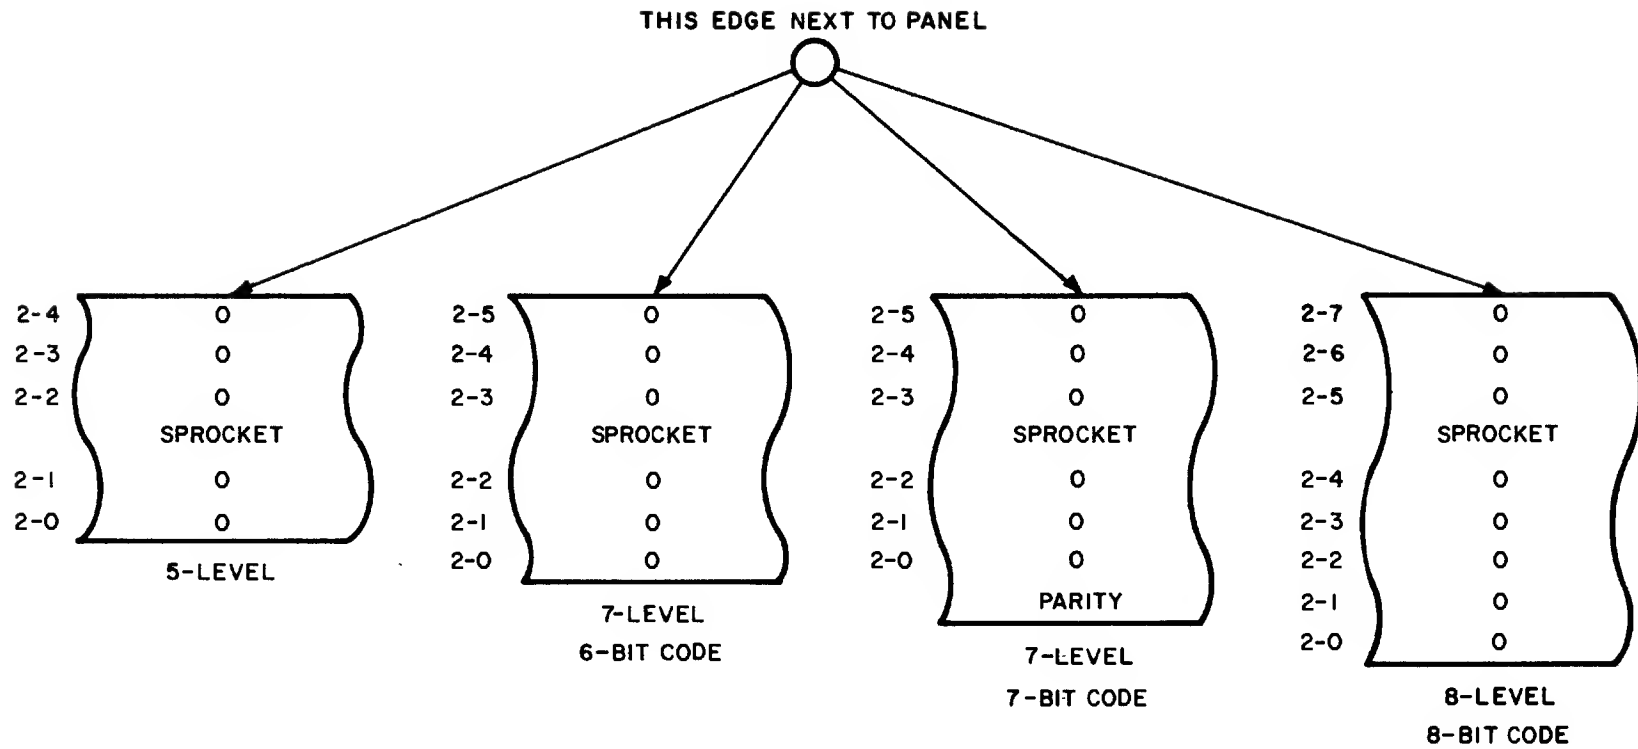 THIS EDGE NEXT TO PANEL
2-4 O
2-3 O
2-2 O
SPROCKET
2-1 O
2-0 O
5-LEVEL
2-5 O
2-4 O
2-3 O
SPROCKET
2-2 O
2-1 O
2-0 O
7-LEVEL
6-BIT CODE
2-5 O
2-4 O
2-3 O
SPROCKET
2-2 O
2-1 O
2-0 O
PARITY
7-LEVEL
7-BIT CODE
2-7 O
2-6 O
2-5 O
SPROCKET
2-4 O
2-3 O
2-2 O
2-1 O
2-0 O
8-LEVEL
8-BIT CODE